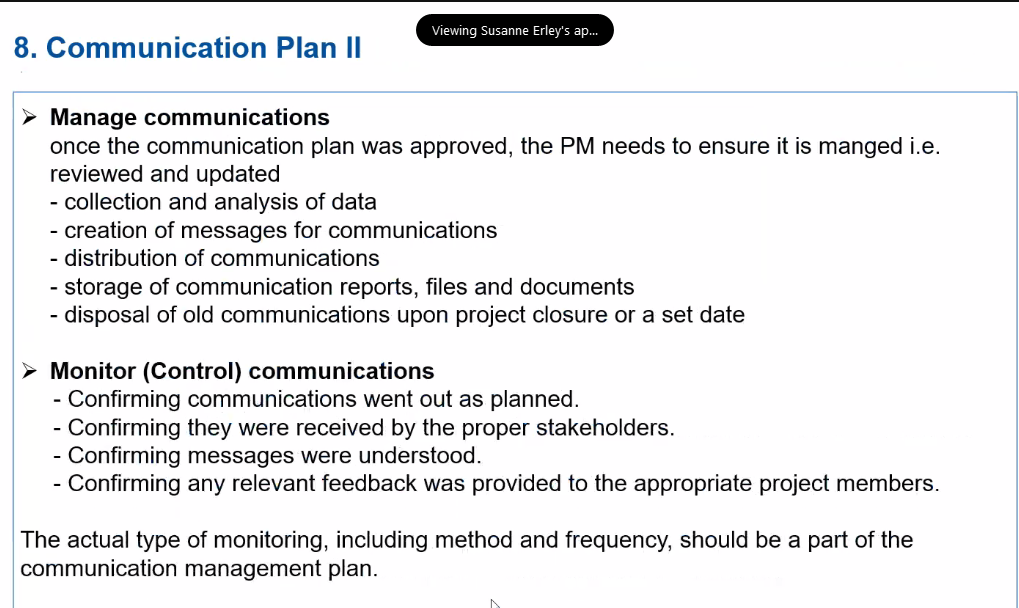 Viewing Susanne Erley's ap...
8. Communication Plan II
➢ Manage communications
once the communication plan was approved, the PM needs to ensure it is manged i.e.
reviewed and updated
- collection and analysis of data
- creation of messages for communications
- distribution of communications
- storage of communication reports, files and documents
- disposal of old communications upon project closure or a set date
➢ Monitor (Control) communications
- Confirming communications went out as planned.
- Confirming they were received by the proper stakeholders.
- Confirming messages were understood.
- Confirming any relevant feedback was provided to the appropriate project members.
The actual type of monitoring, including method and frequency, should be a part of the
communication management plan.